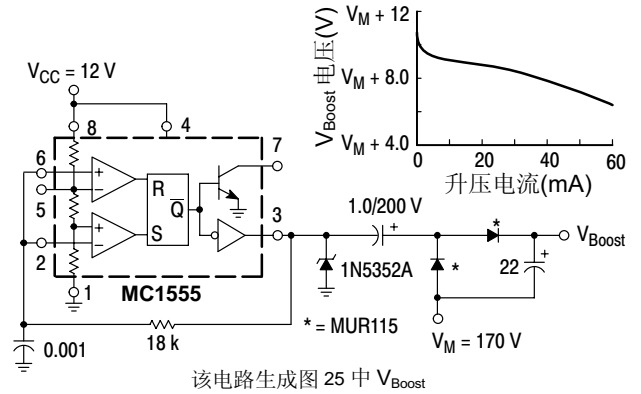 V_CC = 12 V
8
4
6
5
2
1
7
3
+
−
+
−
R
S
Q̅
MC1555
0.001
18 k
1N5352A
1.0/200 V
+
*
*
* = MUR115
22
+
V_Boost
V_M = 170 V
V_Boost 电压(V)
V_M + 12
V_M + 8.0
V_M + 4.0
0
20
40
60
升压电流(mA)
该电路生成图 25 中 V_Boost